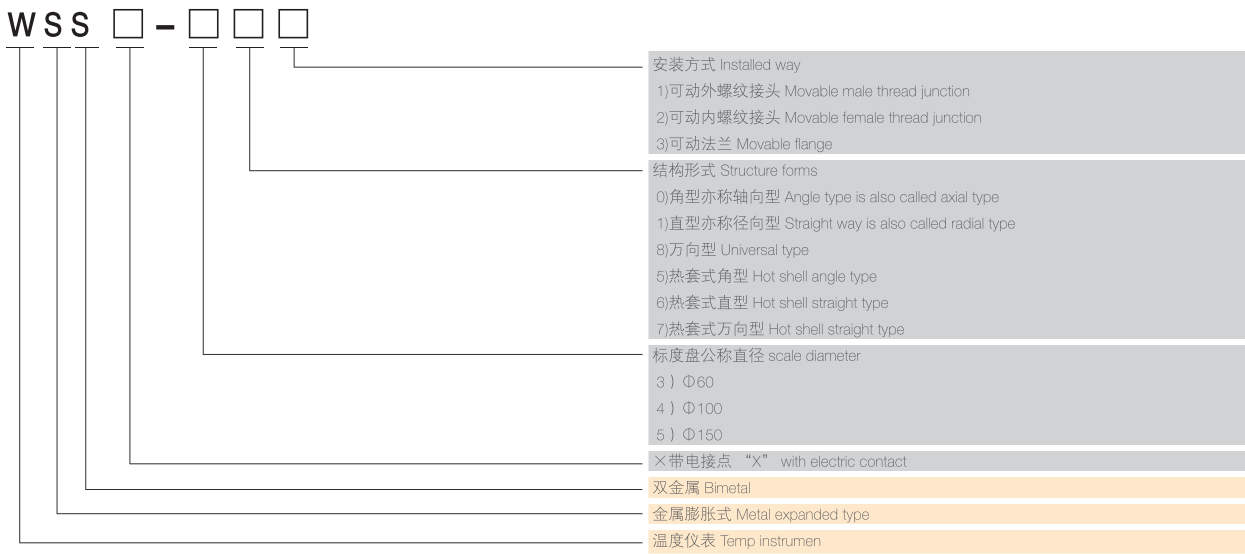 WSS□-□□□
安装方式 Installed way
1)可动外螺纹接头 Movable male thread junction
2)可动内螺纹接头 Movable female thread junction
3)可动法兰 Movable flange
结构形式 Structure forms
0)角型亦称轴向型 Angle type is also called axial type
1)直型亦称径向型 Straight way is also called radial type
8)万向型 Universal type
5)热套式角型 Hot shell angle type
6)热套式直型 Hot shell straight type
7)热套式万向型 Hot shell straight type
标度盘公称直径 scale diameter
3）Φ60
4）Φ100
5）Φ150
×带电接点 “X” with electric contact
双金属 Bimetal
金属膨胀式 Metal expanded type
温度仪表 Temp instrumen